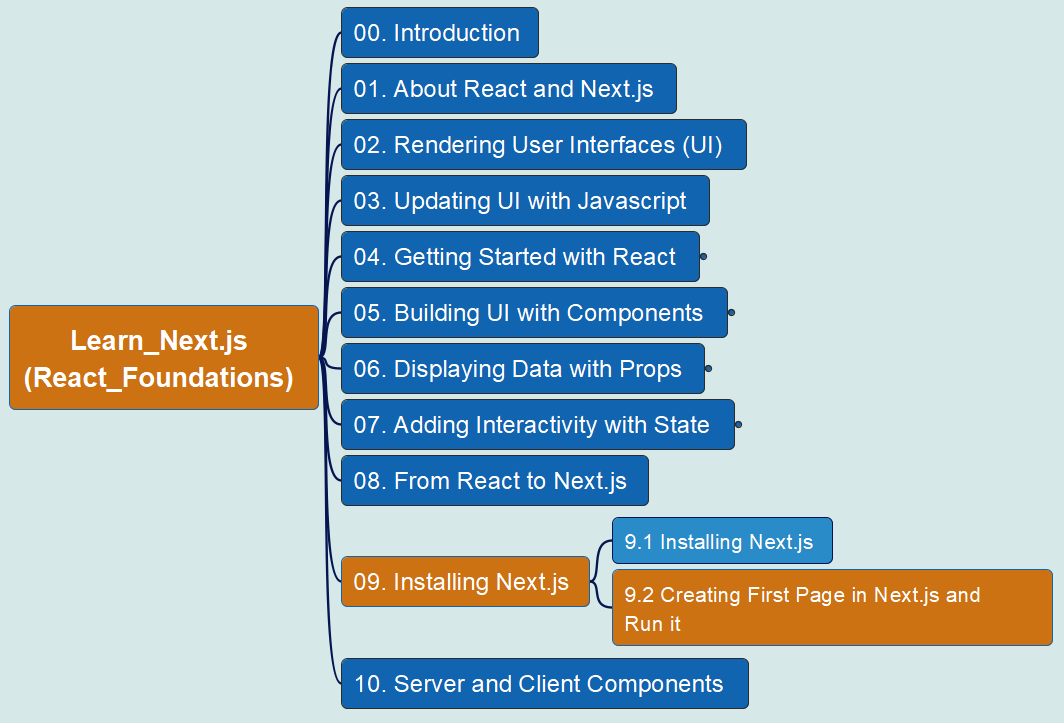 Learn_Next.js
(React_Foundations)
00. Introduction
01. About React and Next.js
02. Rendering User Interfaces (UI)
03. Updating UI with Javascript
04. Getting Started with React
05. Building UI with Components
06. Displaying Data with Props
07. Adding Interactivity with State
08. From React to Next.js
09. Installing Next.js
9.1 Installing Next.js
9.2 Creating First Page in Next.js and
Run it
10. Server and Client Components